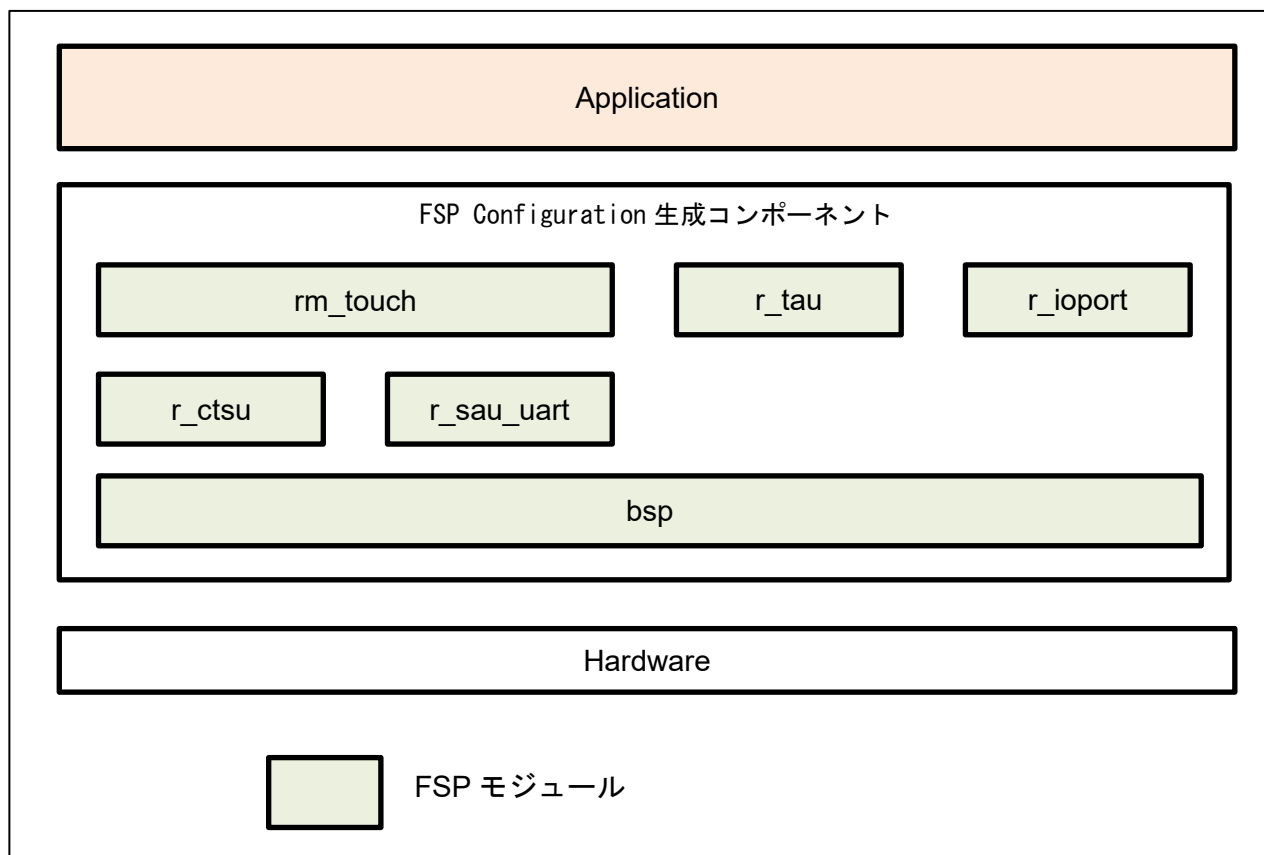 Application
FSP Configuration 生成コンポーネント
rm_touch
r_tau
r_ioport
r_ctsu
r_sau_uart
bsp
Hardware
FSP モジュール